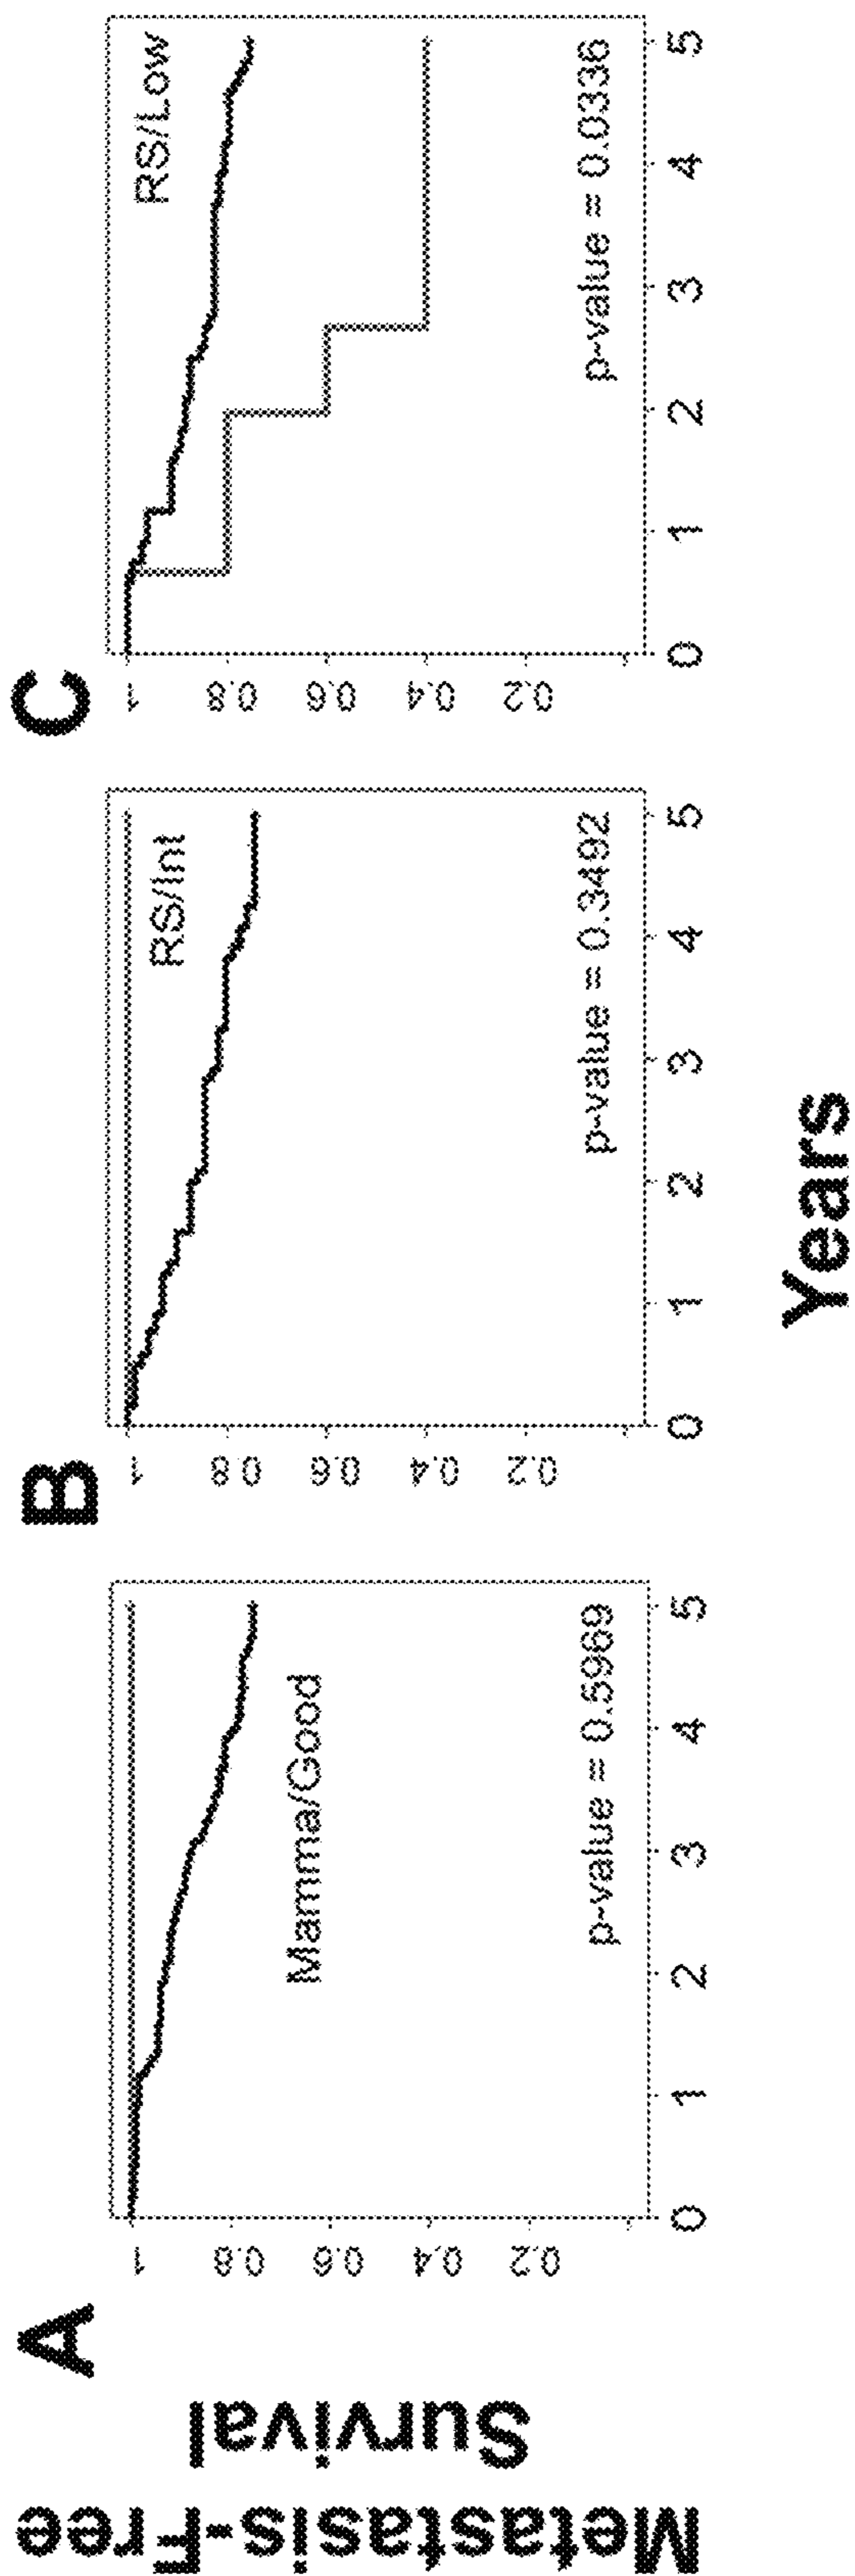 Metastasis-Free
Survival
A
1
0.8
0.6
0.4
0.2
Mamma/Good
p-value = 0.5969
0 1 2 3 4 5
B
1
0.8
0.6
0.4
0.2
RS/Int
p-value = 0.3492
0 1 2 3 4 5
C
1
0.8
0.6
0.4
0.2
RS/Low
p-value = 0.0336
0 1 2 3 4 5
Years